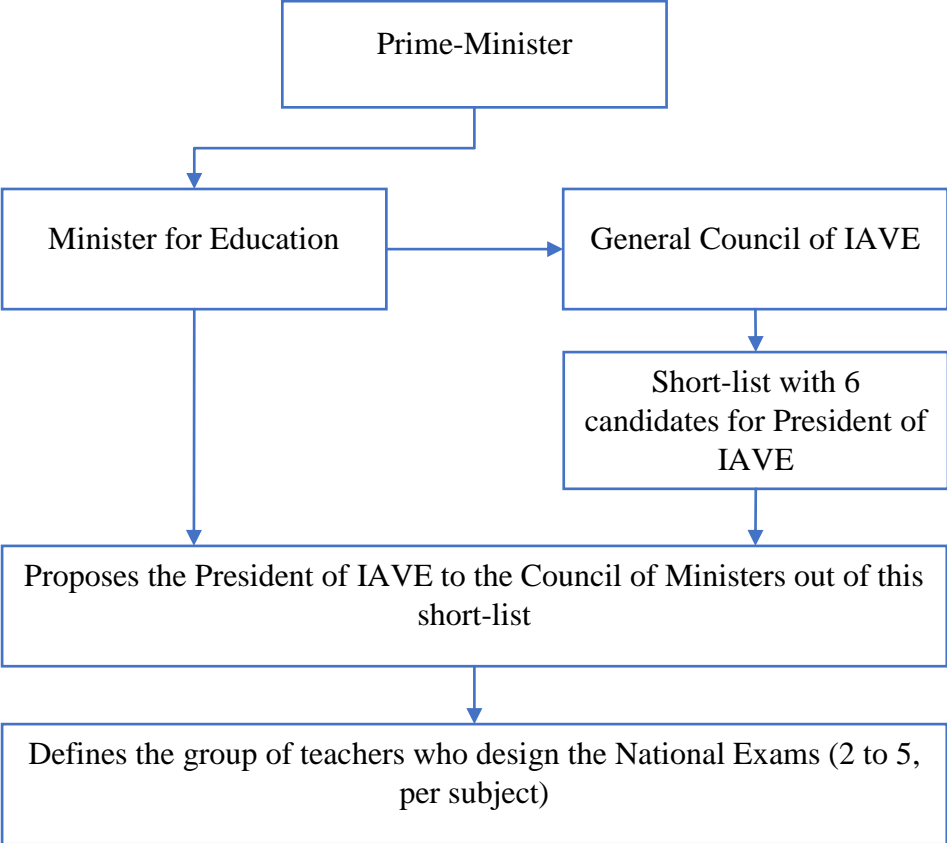 Prime-Minister
Minister for Education
General Council of IAVE
Short-list with 6
candidates for President of
IAVE
Proposes the President of IAVE to the Council of Ministers out of this
short-list
Defines the group of teachers who design the National Exams (2 to 5,
per subject)